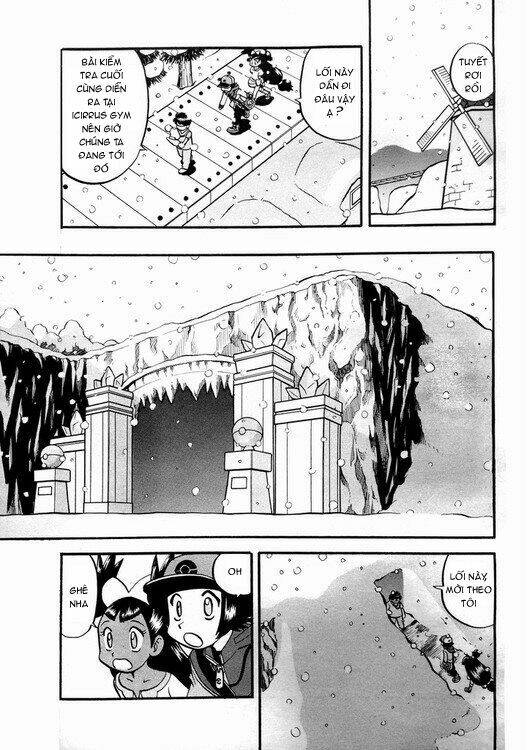 TUYẾT
RƠI
RỒI
LỐI NÀY
DẪN ĐI
ĐÂU VẬY
Ạ ?
BÀI KIỂM
TRA CUỐI
CÙNG DIỄN
RA TẠI
ICIRRUS GYM
NÊN GIỜ
CHÚNG TA
ĐANG TỚI
ĐÓ
LỐI NÀY,
MỜI THEO
TÔI
OH
GHÊ
NHA